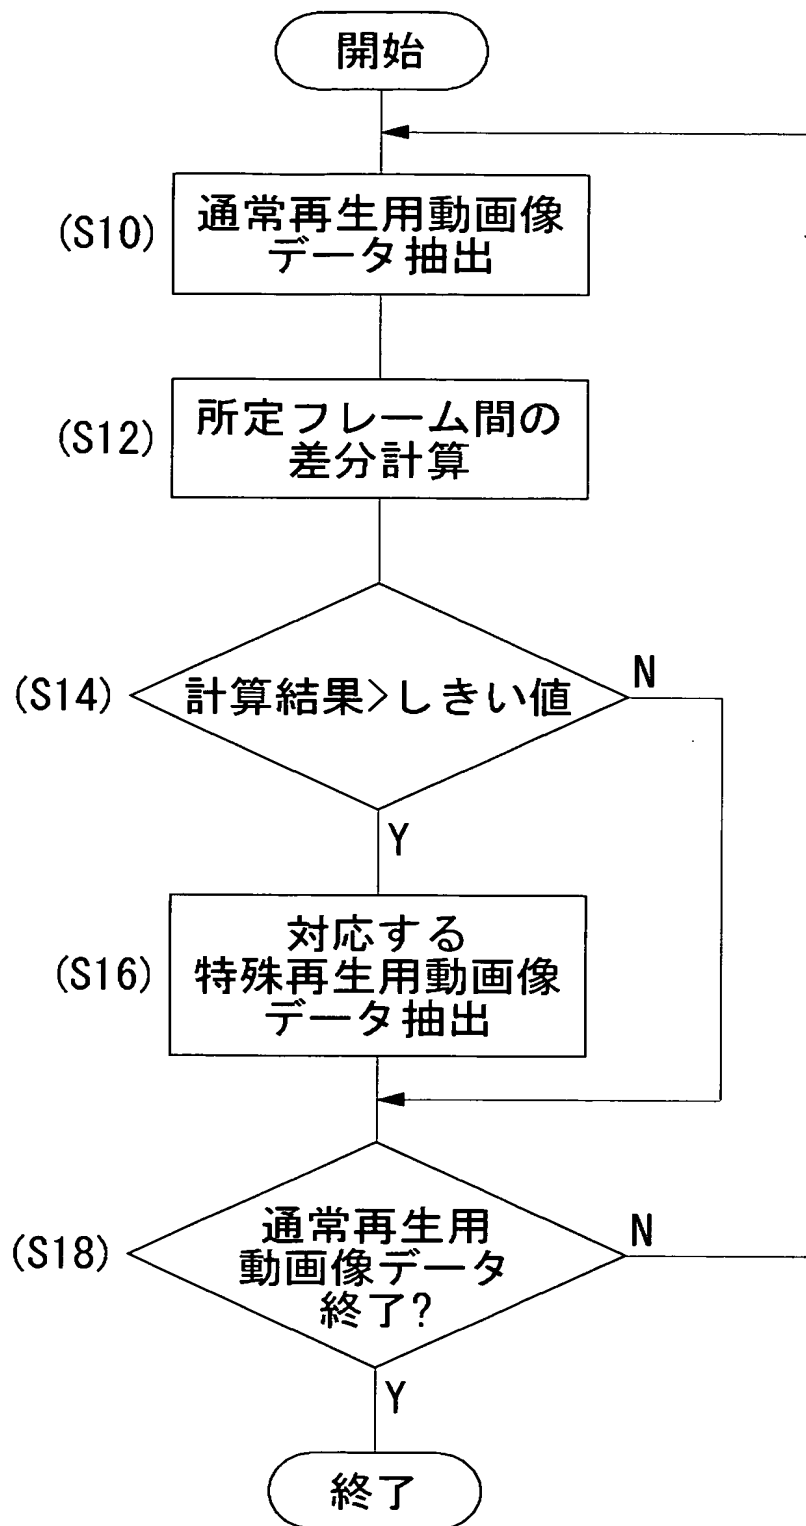 開始
(S10)
通常再生用動画像
データ抽出
(S12)
所定フレーム間の
差分計算
(S14)
計算結果>しきい値
N
Y
(S16)
対応する
特殊再生用動画像
データ抽出
(S18)
通常再生用
動画像データ
終了?
N
Y
終了